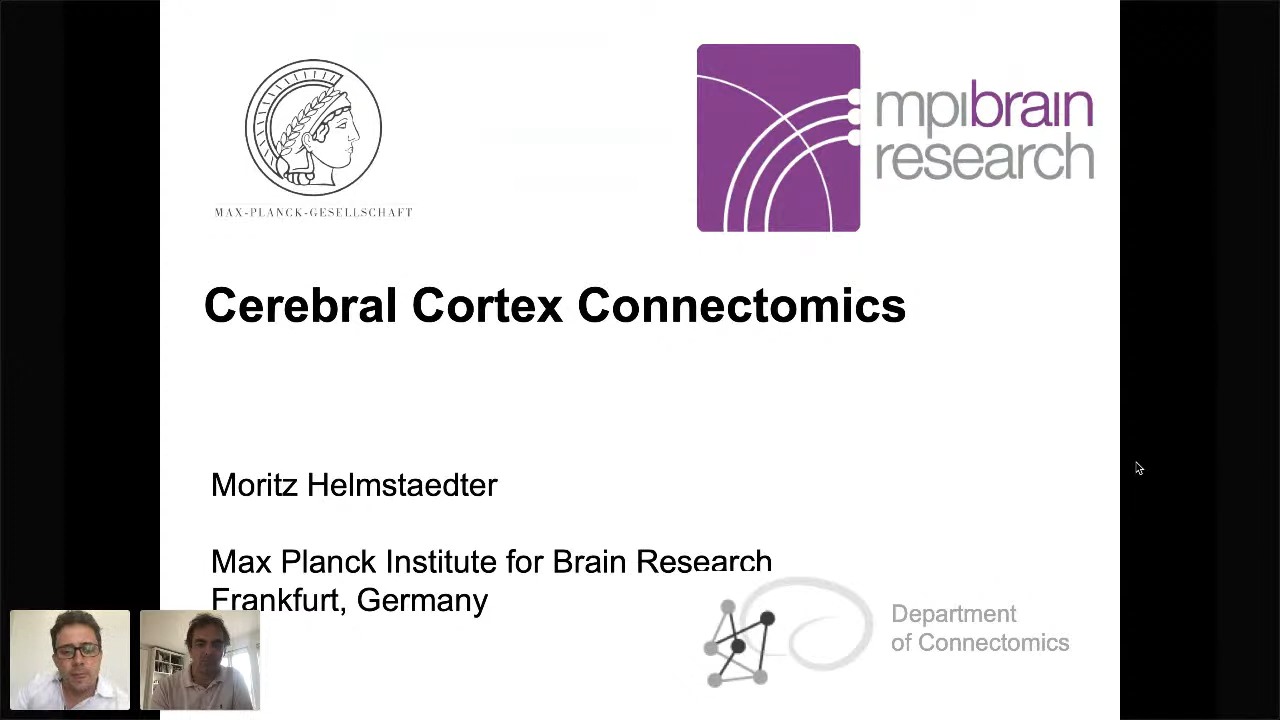 MAX-PLANCK-GESELLSCHAFT
mpibrain
research
Cerebral Cortex Connectomics
Moritz Helmstaedter
Max Planck Institute for Brain Research
Frankfurt, Germany
Department
of Connectomics